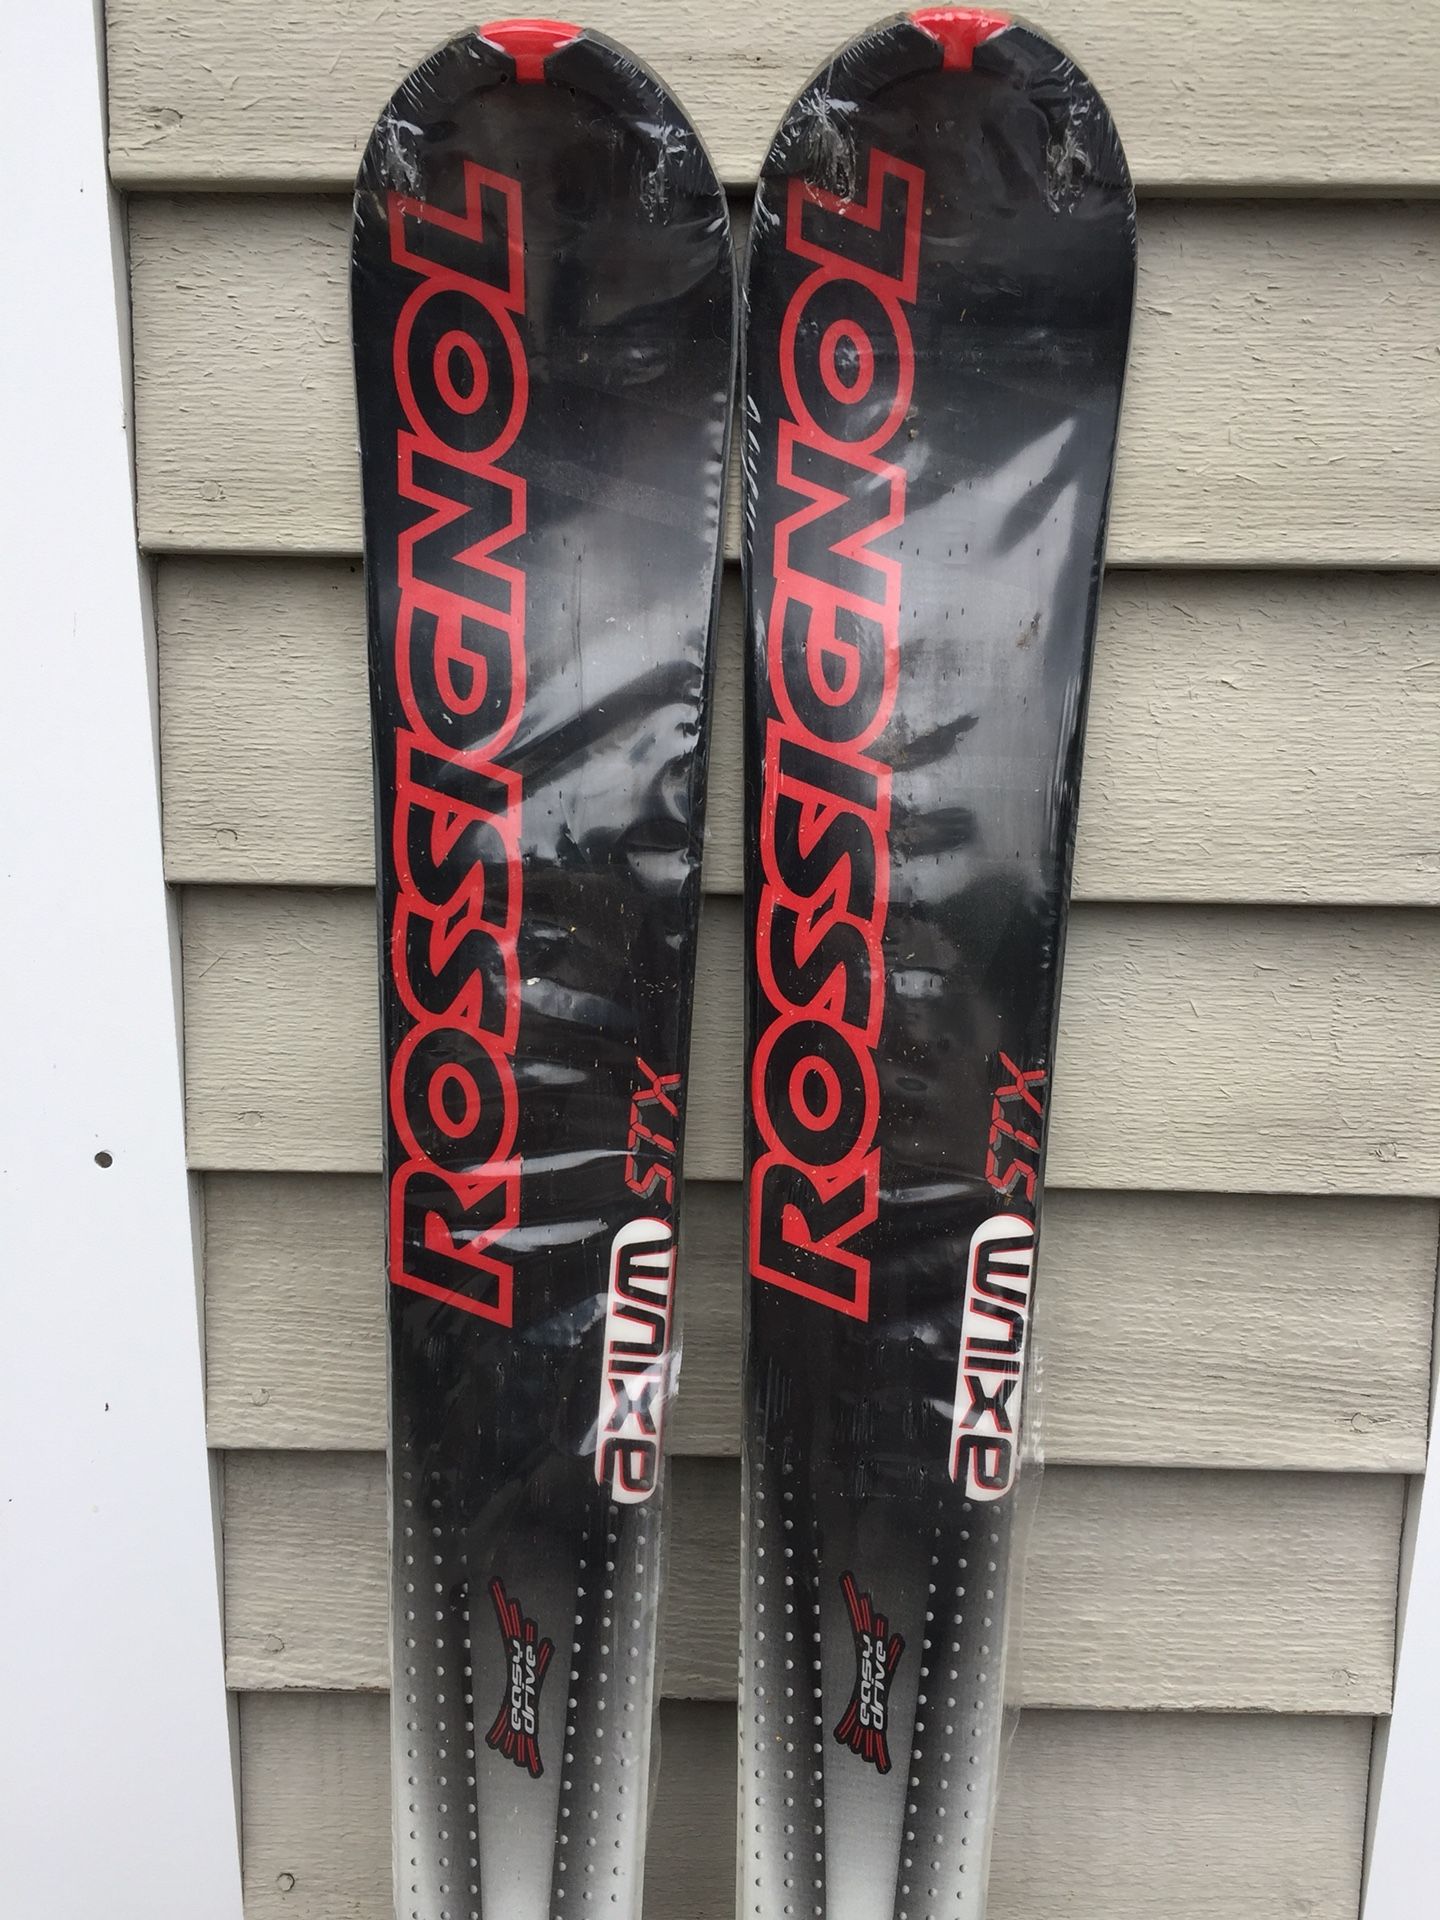 ROSSIGNOL
axium STX
easy
drive
ROSSIGNOL
axium STX
easy
drive